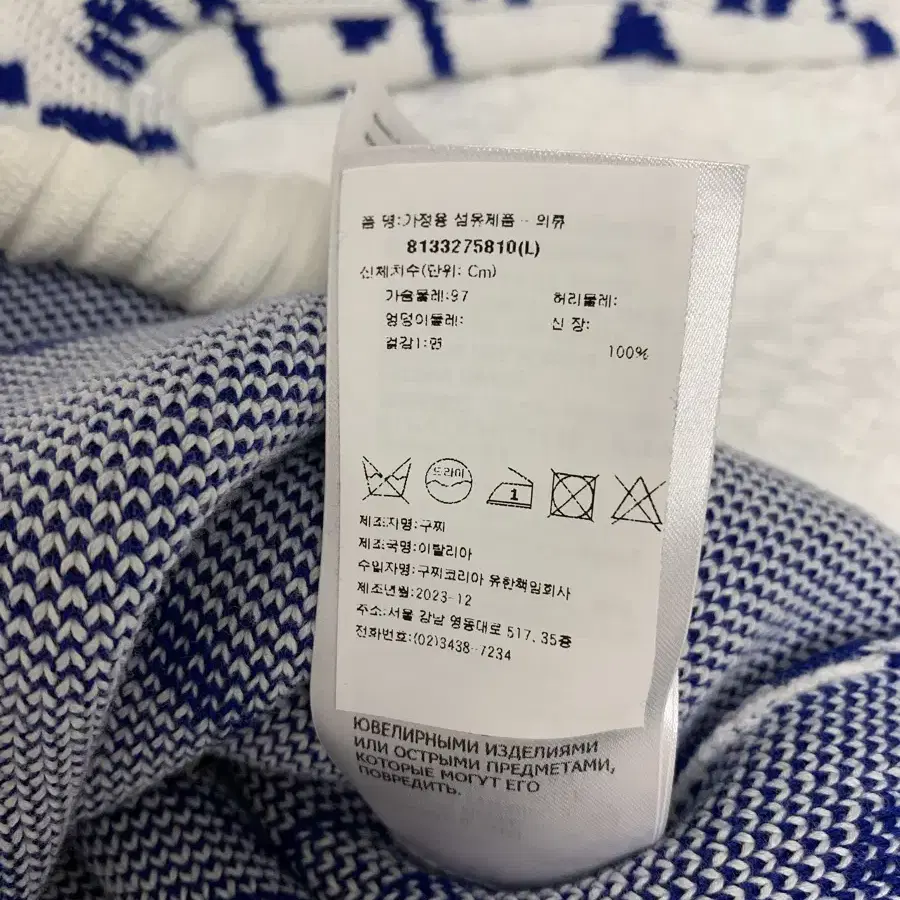 품 명:가정용 섬유제품 - 의류
8133275810(L)
신체치수(단위: Cm)
가슴둘레:97 허리둘레:
엉덩이둘레: 신 장:
겉감1:면 100%
드라이
1
제조자명:구찌
제조국명:이탈리아
수입자명:구찌코리아 유한책임회사
제조년월:2023-12
주소:서울 강남 영동대로 517, 35층
전화번호:(02)3438-7234
ЮВЕЛИРНЫМИ ИЗДЕЛИЯМИ
ИЛИ ОСТРЫМИ ПРЕДМЕТАМИ,
КОТОРЫЕ МОГУТ ЕГО
ПОВРЕДИТЬ.